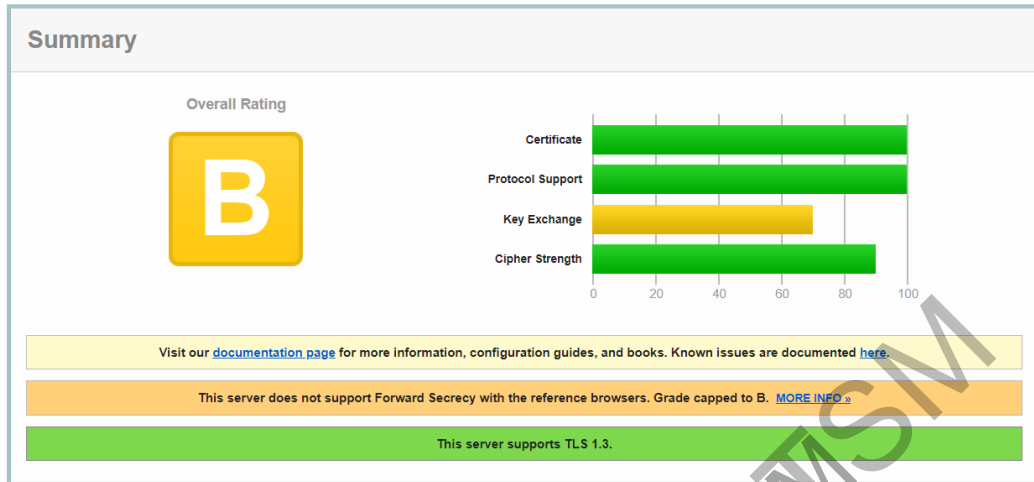 Summary
Overall Rating
B
Certificate
Protocol Support
Key Exchange
Cipher Strength
0 20 40 60 80 100
Visit our documentation page for more information, configuration guides, and books. Known issues are documented here.
This server does not support Forward Secrecy with the reference browsers. Grade capped to B. MORE INFO »
This server supports TLS 1.3.